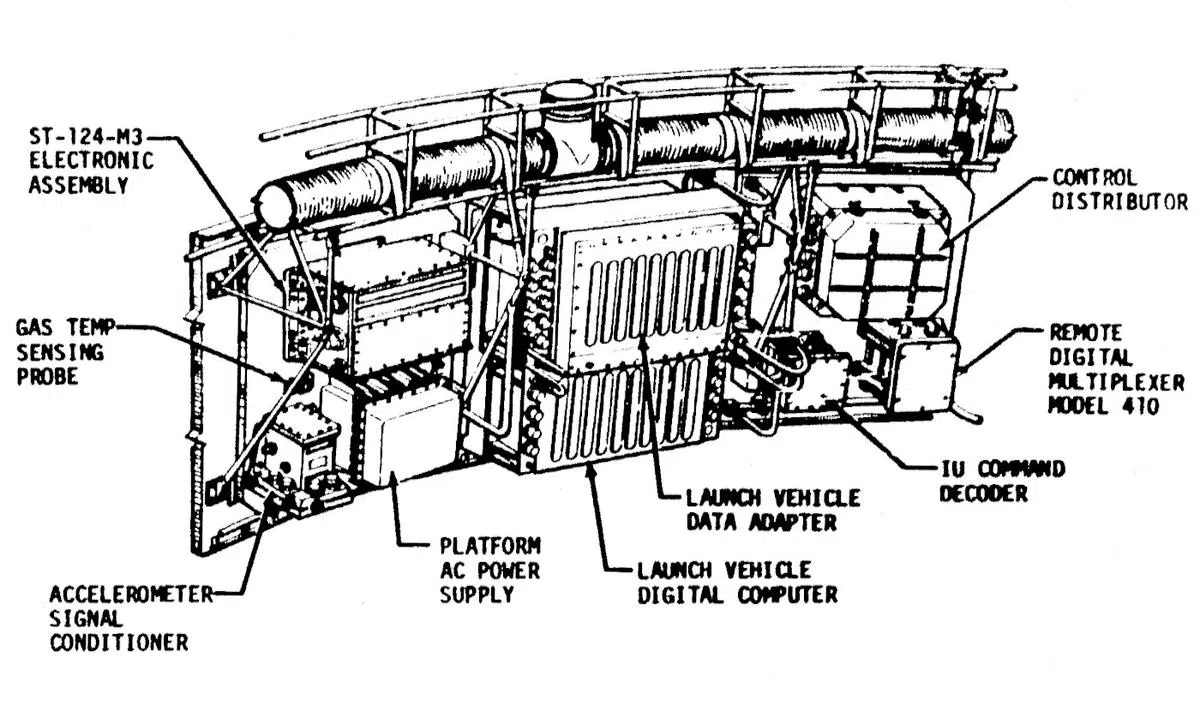 ST-124-M3
ELECTRONIC
ASSEMBLY
GAS TEMP
SENSING
PROBE
ACCELEROMETER
SIGNAL
CONDITIONER
PLATFORM
AC POWER
SUPPLY
LAUNCH VEHICLE
DIGITAL COMPUTER
LAUNCH VEHICLE
DATA ADAPTER
IU COMMAND
DECODER
REMOTE
DIGITAL
MULTIPLEXER
MODEL 410
CONTROL
DISTRIBUTOR